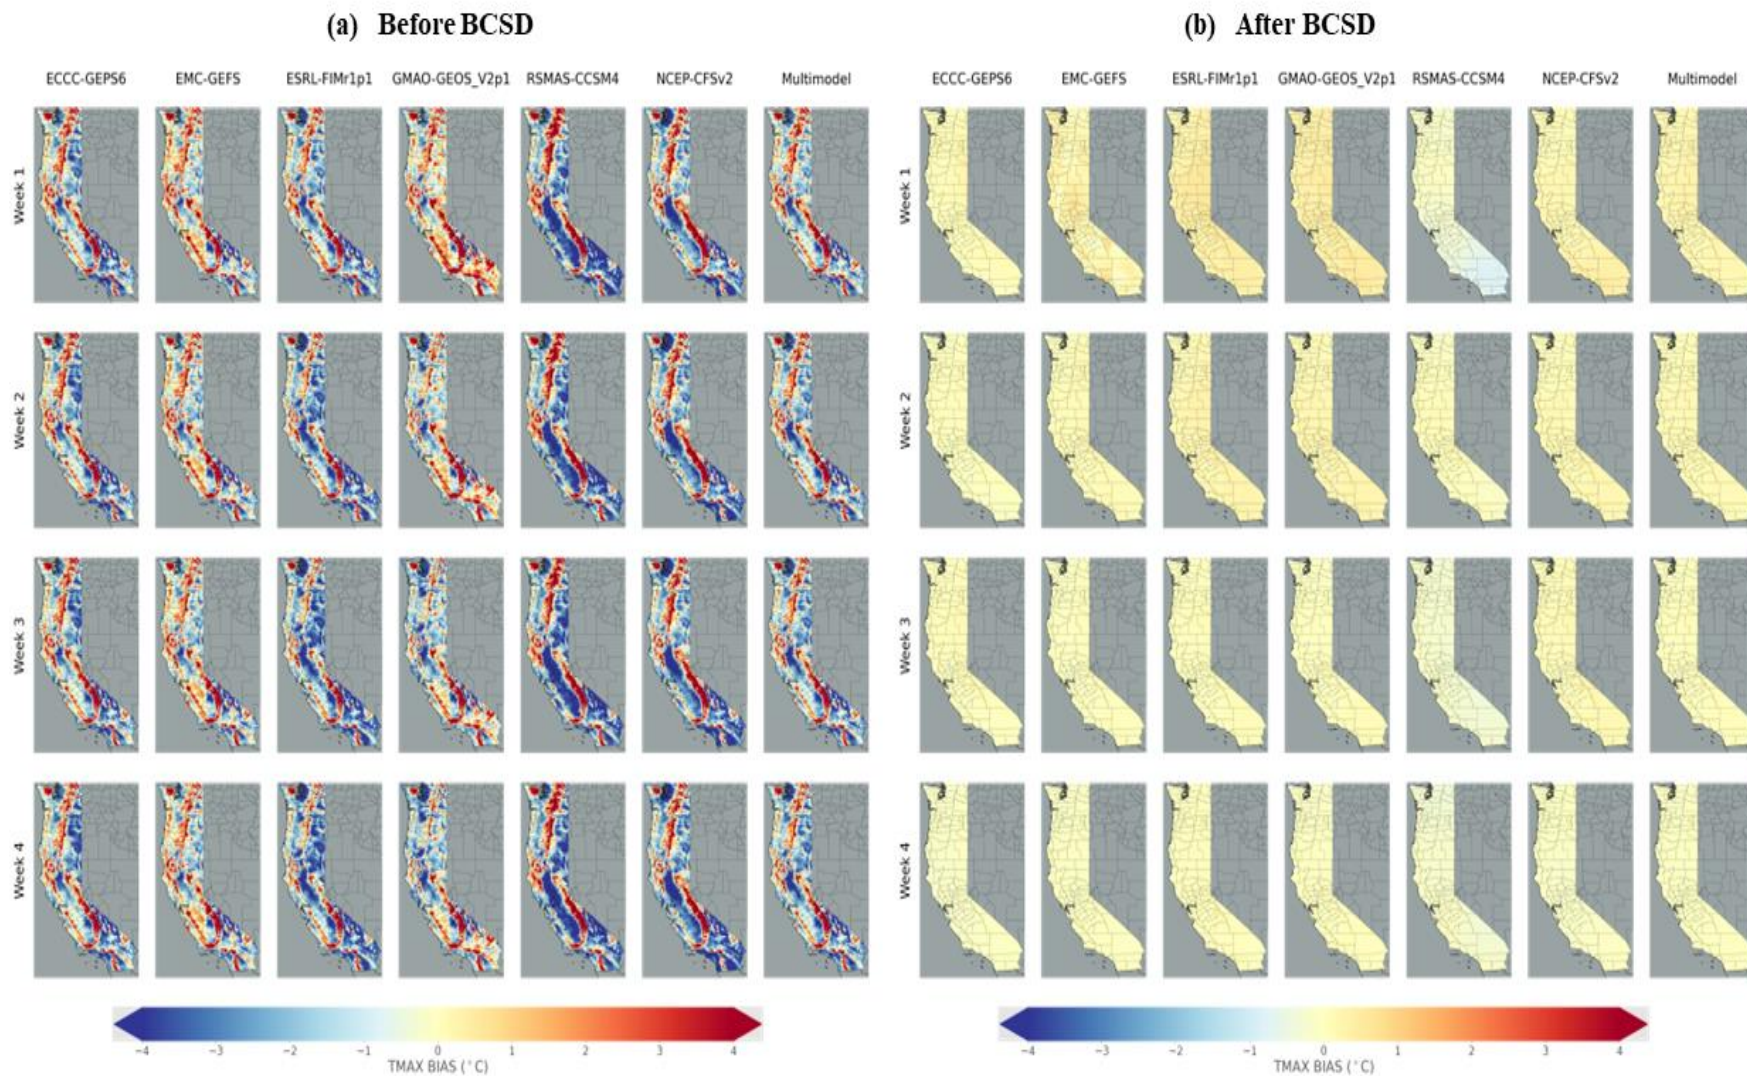 (a) Before BCSD
(b) After BCSD
ECCC-GEPS6 EMC-GEFS ESRL-FIMr1p1 GMAO-GEOS_V2p1 RSMAS-CCSM4 NCEP-CFSv2 Multimodel
ECCC-GEPS6 EMC-GEFS ESRL-FIMr1p1 GMAO-GEOS_V2p1 RSMAS-CCSM4 NCEP-CFSv2 Multimodel
Week 1
Week 1
Week 2
Week 2
Week 3
Week 3
Week 4
Week 4
−4 −3 −2 −1 0 1 2 3 4
TMAX BIAS (°C)
−4 −3 −2 −1 0 1 2 3 4
TMAX BIAS (°C)